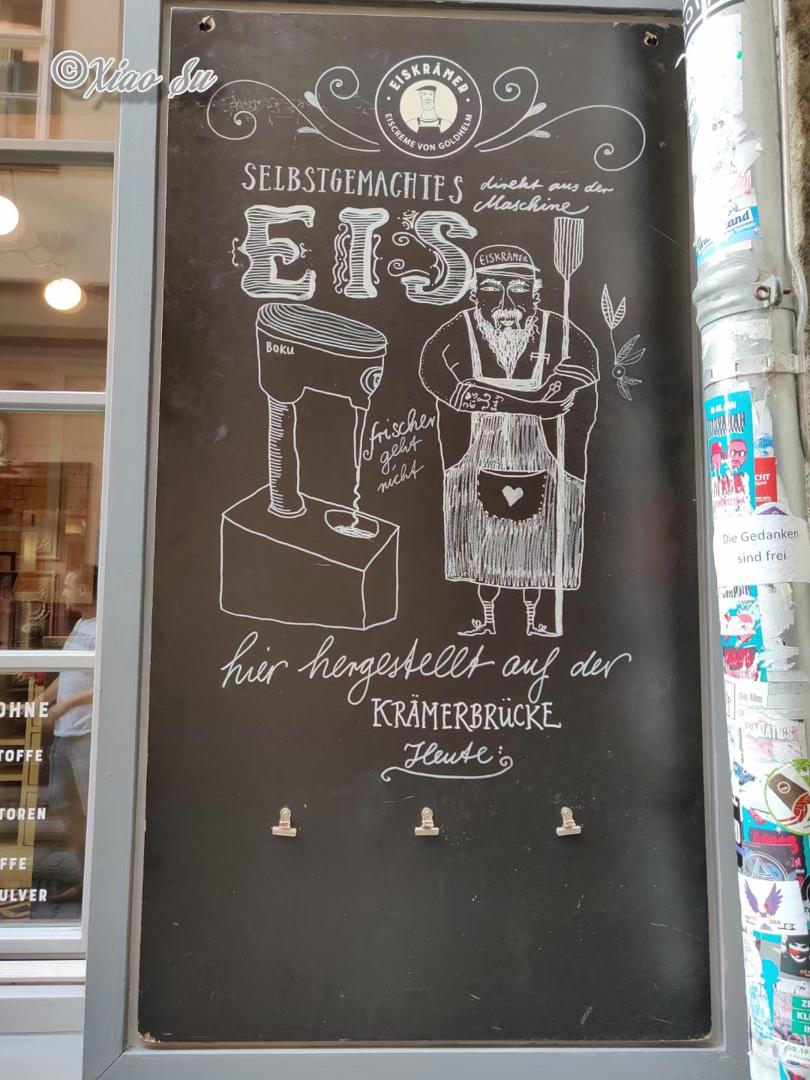 ©Xiao Su
EISKRÄMER
EISCREME VON GOLDHELM
SELBSTGEMACHTES
direkt aus der
Maschine
EIS
EISKRÄMER
BOKU
frischer
geht
nicht
hier hergestellt auf der
KRÄMERBRÜCKE
Heute:
OHNE
TOFFE
TOREN
FFE
ULVER
Die Gedanken
sind frei